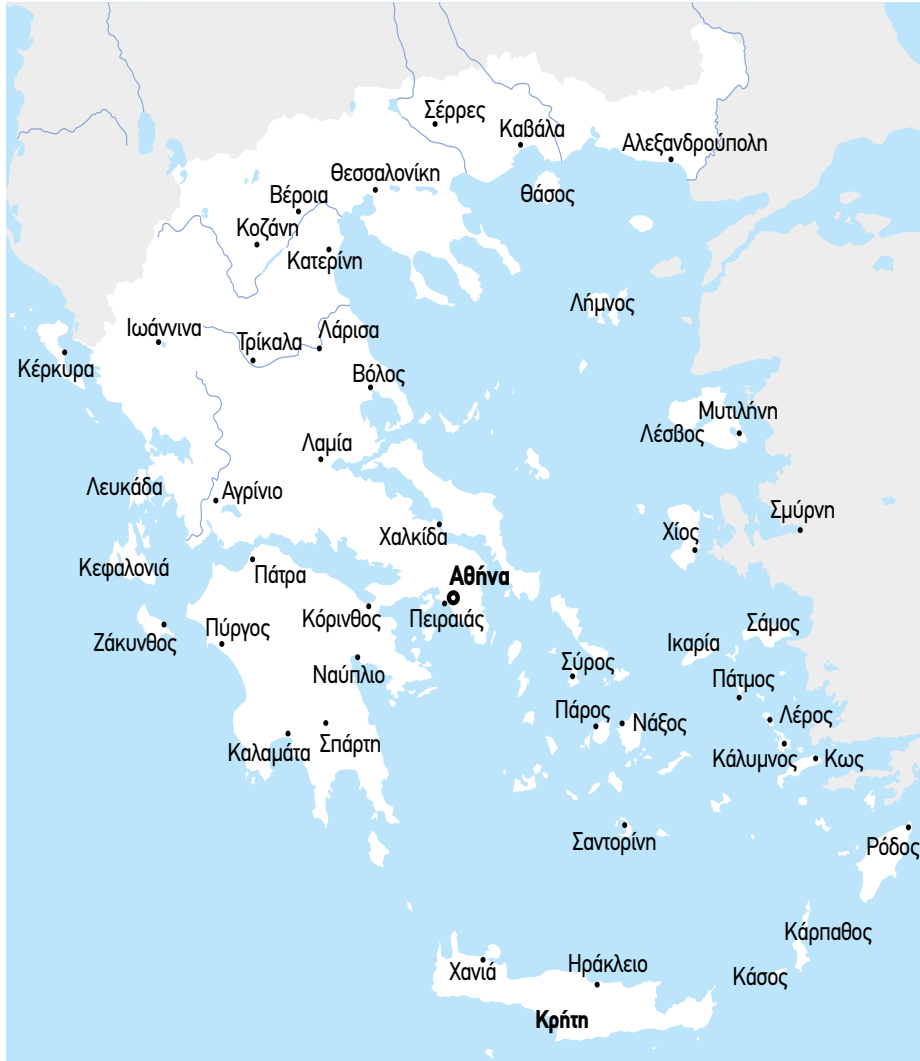 Σέρρες
Καβάλα
Αλεξανδρούπολη
Θεσσαλονίκη
Θάσος
Βέροια
Κοζάνη
Κατερίνη
Λήμνος
Ιωάννινα
Τρίκαλα
Λάρισα
Κέρκυρα
Βόλος
Μυτιλήνη
Λέσβος
Λαμία
Λευκάδα
Αγρίνιο
Σμύρνη
Χαλκίδα
Χίος
Κεφαλονιά
Πάτρα
Αθήνα
Κόρινθος
Πειραιάς
Ζάκυνθος
Πύργος
Σάμος
Ικαρία
Ναύπλιο
Σύρος
Πάτμος
Πάρος
Νάξος
Λέρος
Καλαμάτα
Σπάρτη
Κάλυμνος
Κως
Σαντορίνη
Ρόδος
Κάρπαθος
Χανιά
Ηράκλειο
Κάσος
Κρήτη